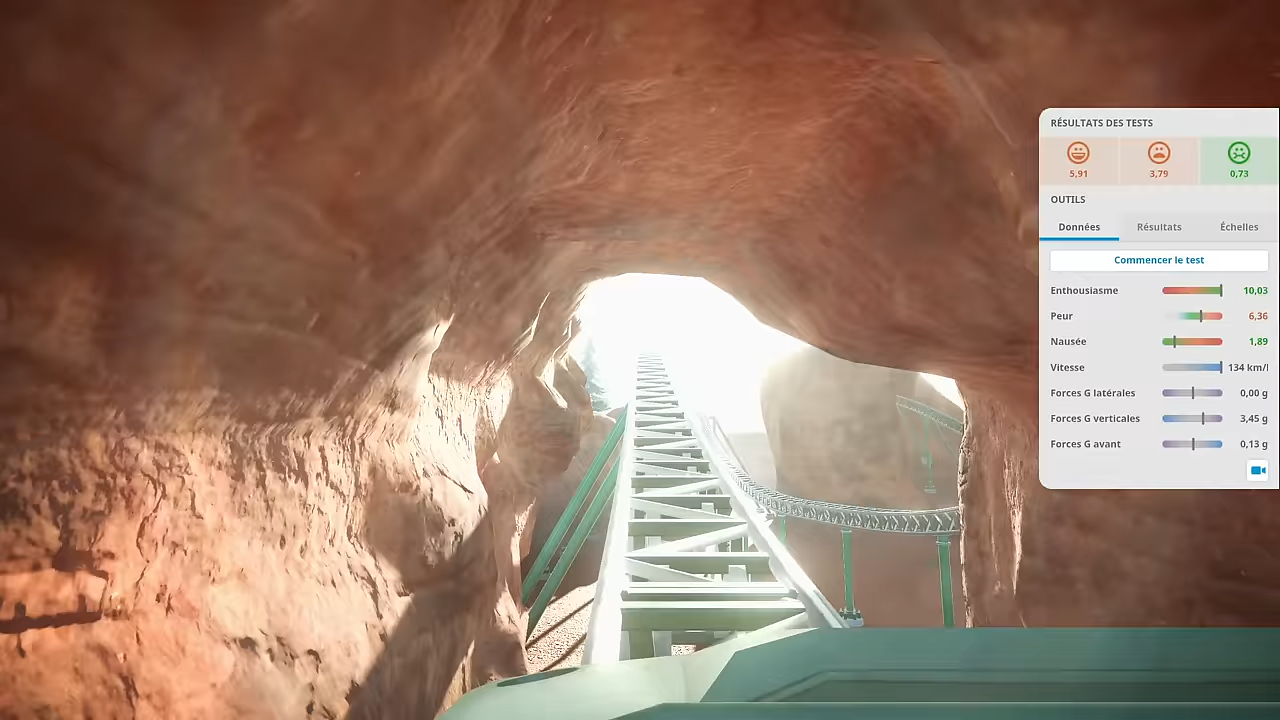 RÉSULTATS DES TESTS
5,91 3,79 0,73
OUTILS
Données Résultats Échelles
Commencer le test
Enthousiasme 10,03
Peur 6,36
Nausée 1,89
Vitesse 134 km/
Forces G latérales 0,00 g
Forces G verticales 3,45 g
Forces G avant 0,13 g